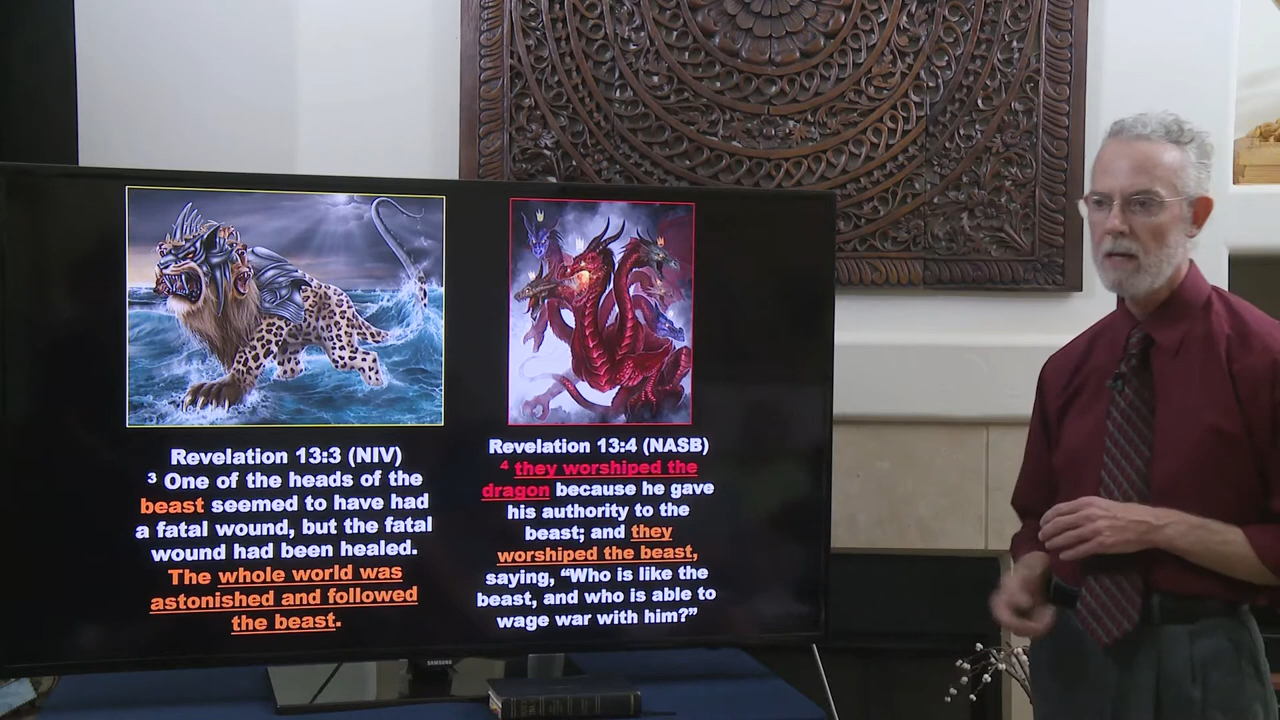 Revelation 13:3 (NIV)
³ One of the heads of the
beast seemed to have had
a fatal wound, but the fatal
wound had been healed.
The whole world was
astonished and followed
the beast.
Revelation 13:4 (NASB)
⁴ they worshiped the
dragon because he gave
his authority to the
beast; and they
worshiped the beast,
saying, “Who is like the
beast, and who is able to
wage war with him?”
SAMSUNG